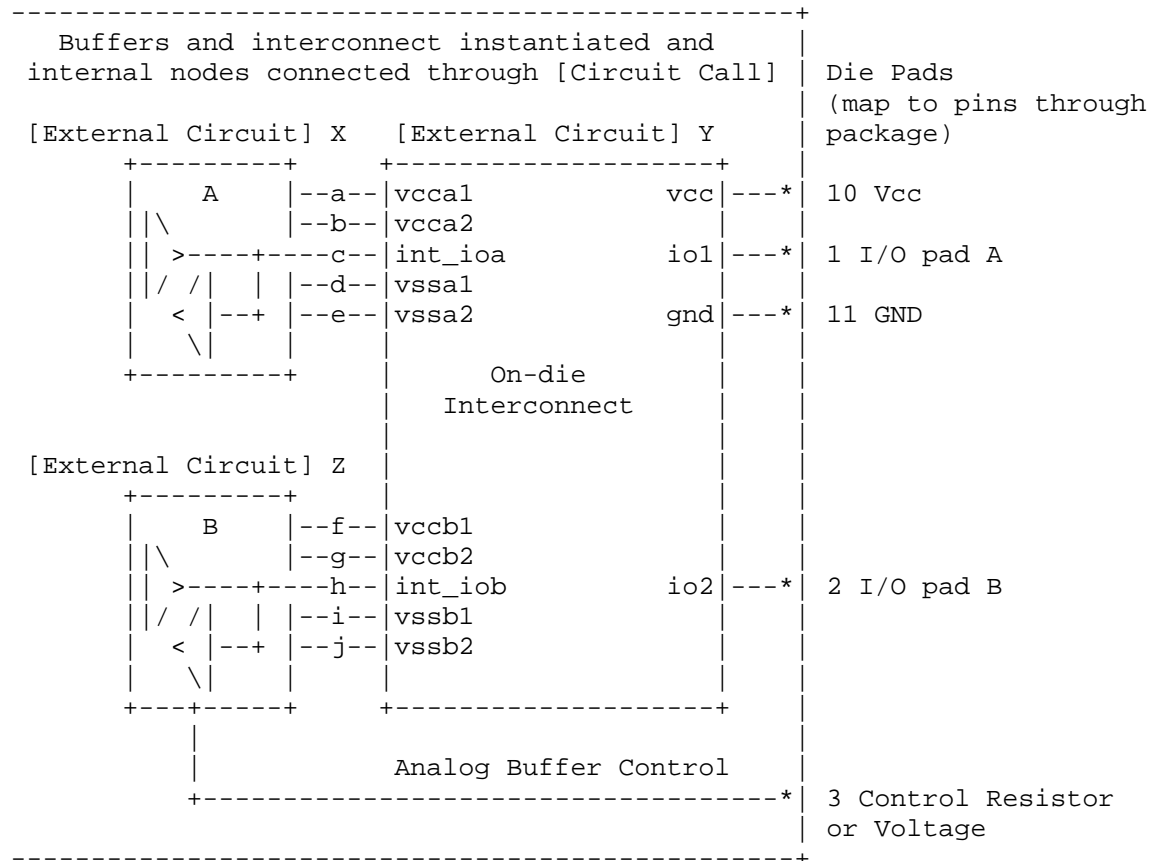 Buffers and interconnect instantiated and
internal nodes connected through [Circuit Call] Die Pads
(map to pins through
[External Circuit] X [External Circuit] Y package)
A a vcca1 vcc 10 Vcc
b vcca2
c int_ioa io1 1 I/O pad A
d vssa1
e vssa2 gnd 11 GND
On-die
Interconnect
[External Circuit] Z
B f vccb1
g vccb2
h int_iob io2 2 I/O pad B
i vssb1
j vssb2
Analog Buffer Control
3 Control Resistor
or Voltage